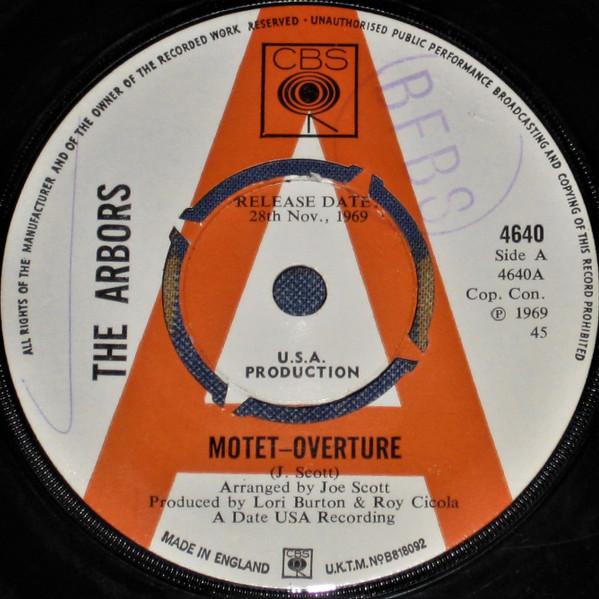 ALL RIGHTS OF THE MANUFACTURER AND OF THE OWNER OF THE RECORDED WORK RESERVED · UNAUTHORISED PUBLIC PERFORMANCE BROADCASTING AND COPYING OF THIS RECORD PROHIBITED
CBS
BFBS
A
RELEASE DATE:
28th Nov., 1969
THE ARBORS
4640
Side A
4640A
Cop. Con.
℗ 1969
45
U.S.A.
PRODUCTION
MOTET–OVERTURE
(J. Scott)
Arranged by Joe Scott
Produced by Lori Burton & Roy Cicola
A Date USA Recording
MADE IN ENGLAND
CBS
U.K.T.M. NºB818092